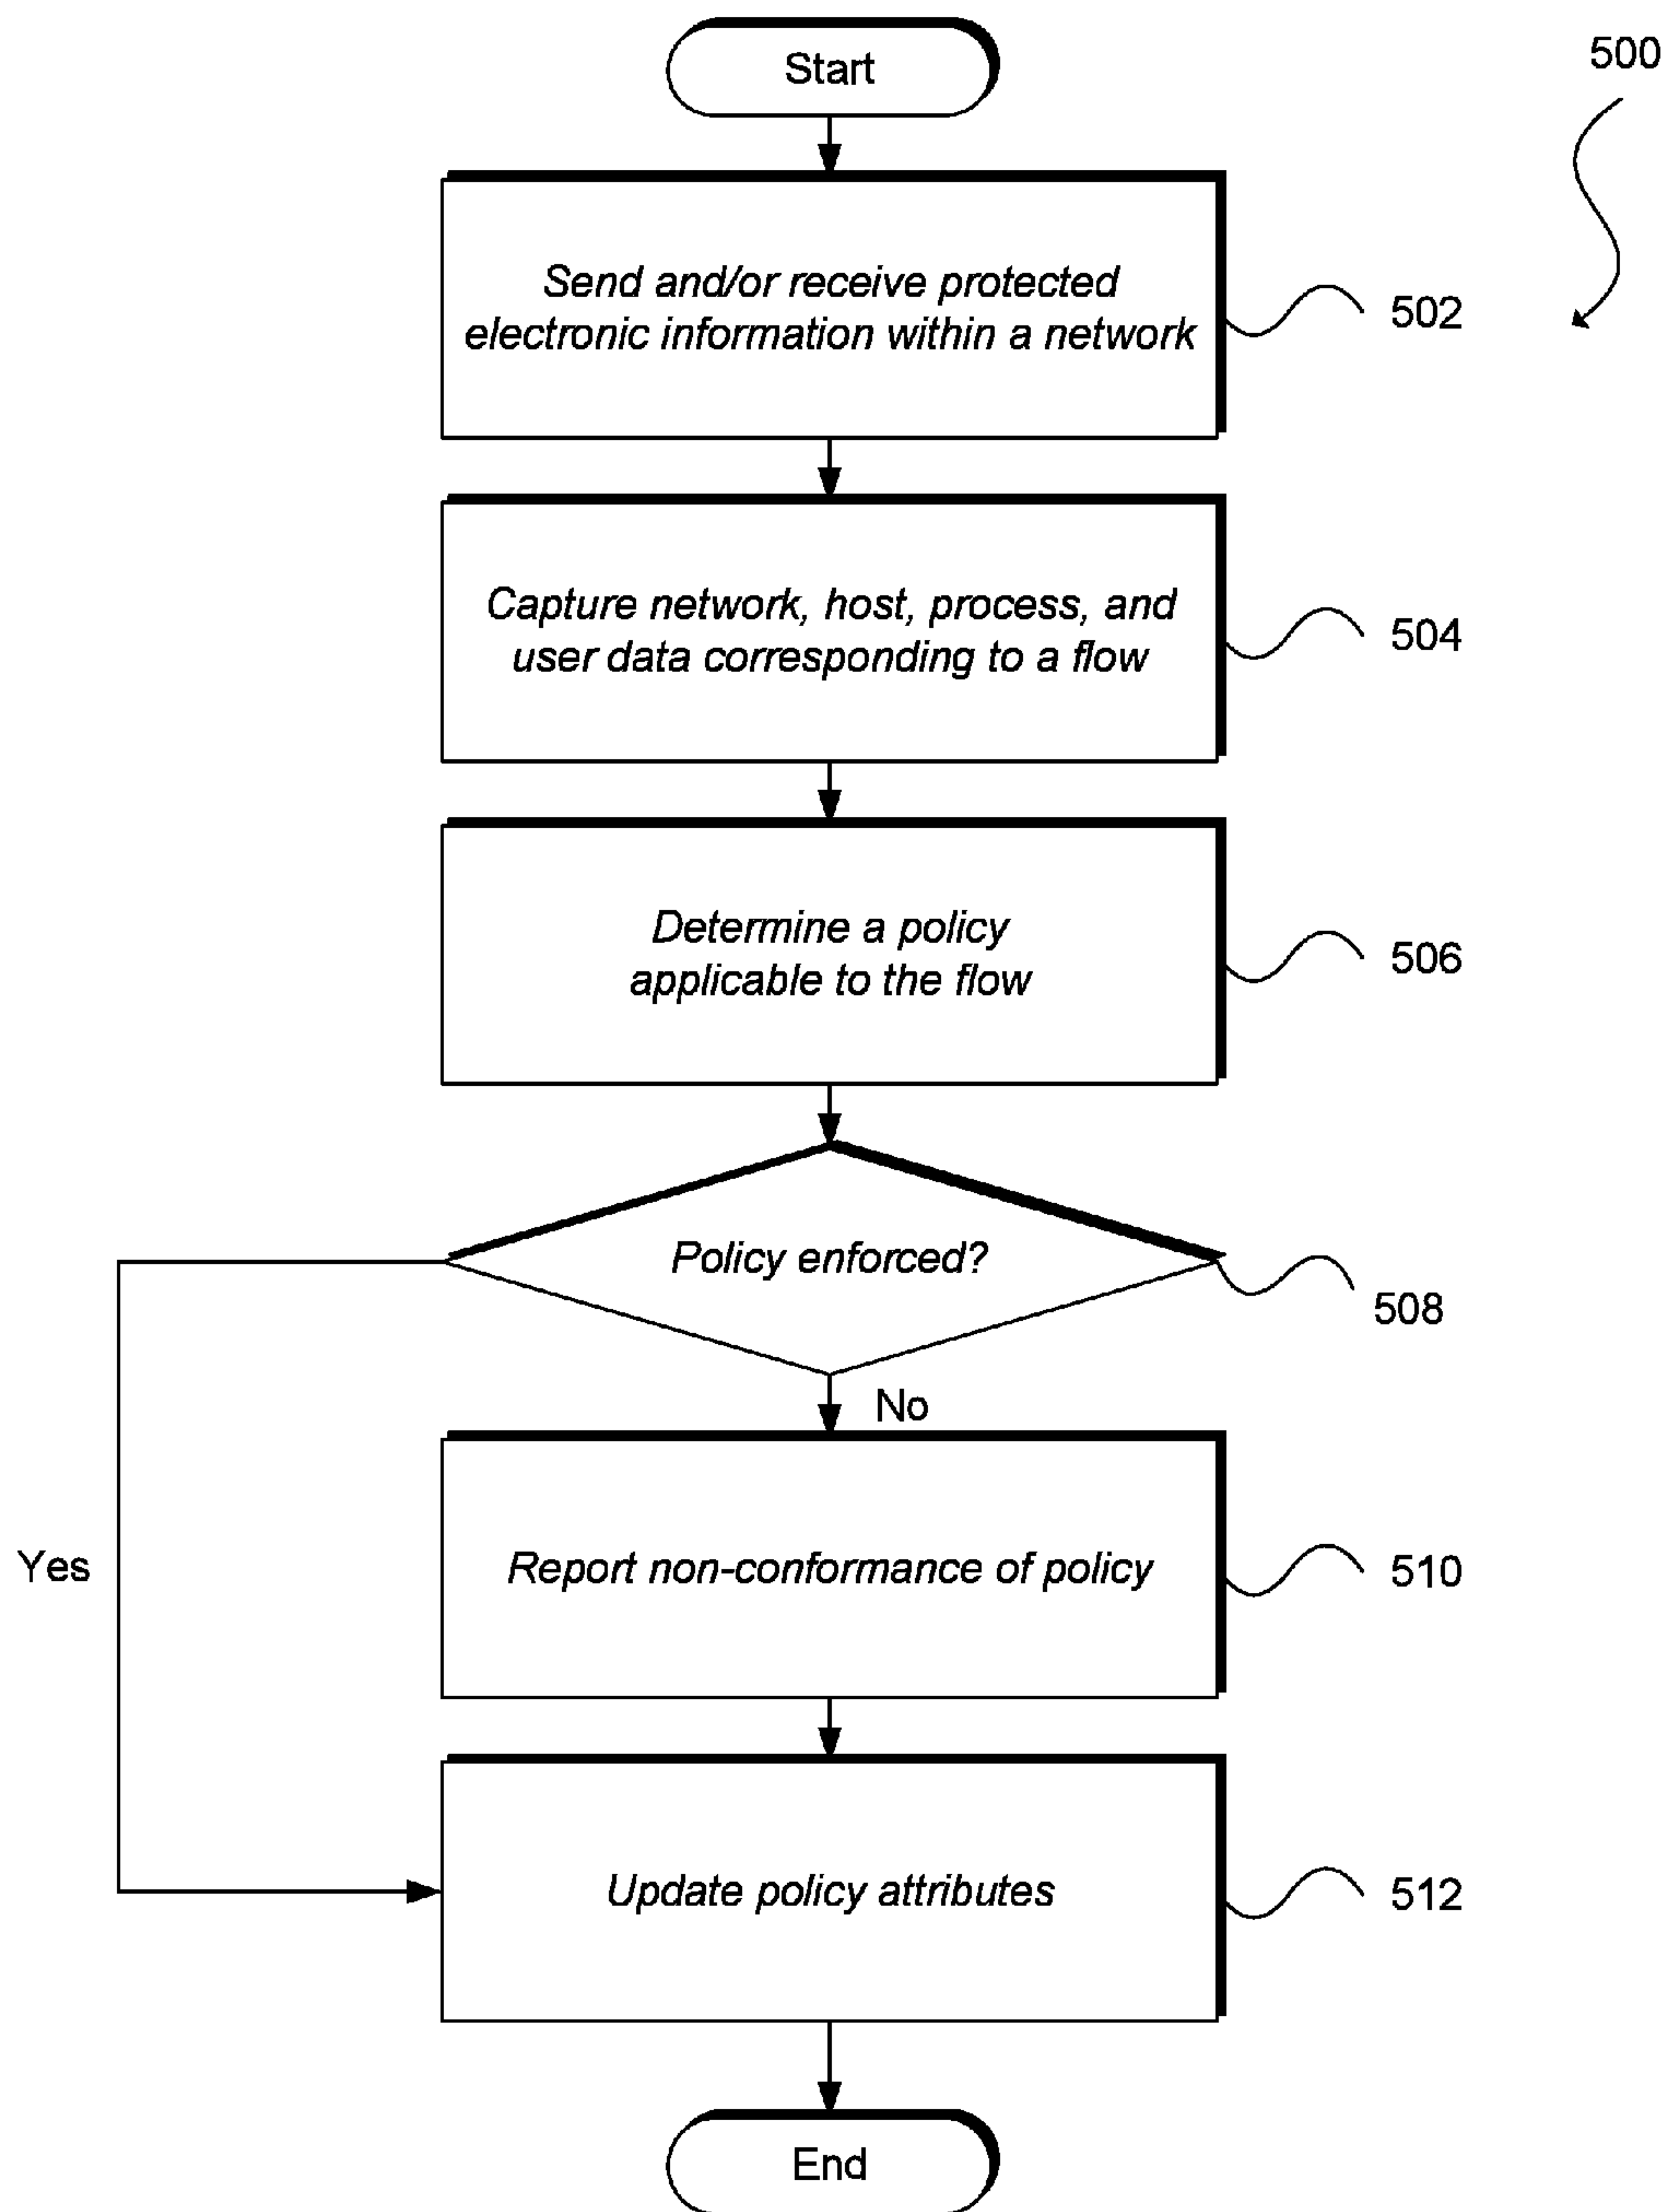 Start
500
Send and/or receive protected
electronic information within a network
502
Capture network, host, process, and
user data corresponding to a flow
504
Determine a policy
applicable to the flow
506
Policy enforced?
508
No
Yes
Report non-conformance of policy
510
Update policy attributes
512
End